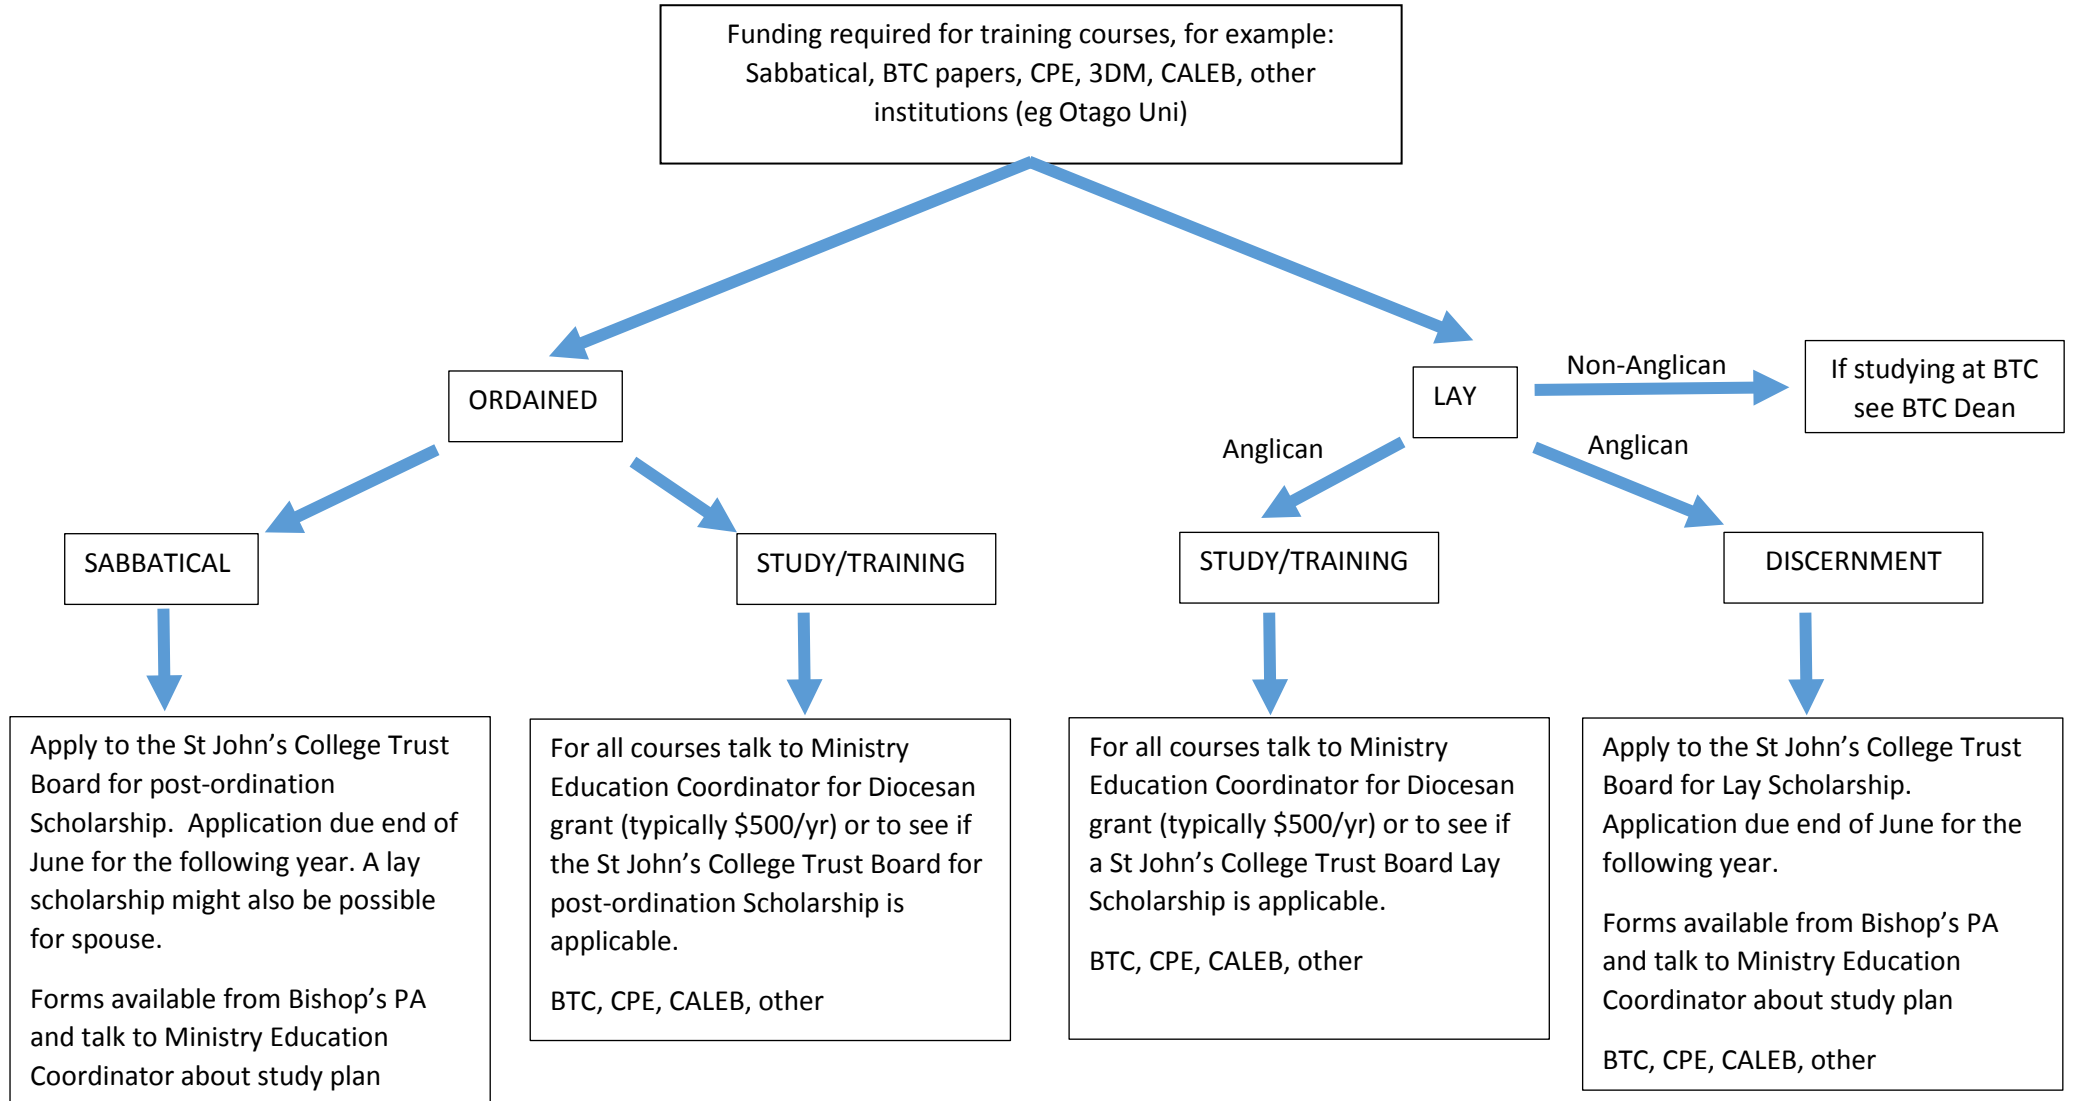 Funding required for training courses, for example:
Sabbatical, BTC papers, CPE, 3DM, CALEB, other
institutions (eg Otago Uni)
ORDAINED
LAY
Non-Anglican
If studying at BTC
see BTC Dean
Anglican
Anglican
SABBATICAL
STUDY/TRAINING
STUDY/TRAINING
DISCERNMENT
Apply to the St John’s College Trust
Board for post-ordination
Scholarship.  Application due end of
June for the following year. A lay
scholarship might also be possible
for spouse.
Forms available from Bishop’s PA
and talk to Ministry Education
Coordinator about study plan
For all courses talk to Ministry
Education Coordinator for Diocesan
grant (typically $500/yr) or to see if
the St John’s College Trust Board for
post-ordination Scholarship is
applicable.
BTC, CPE, CALEB, other
For all courses talk to Ministry
Education Coordinator for Diocesan
grant (typically $500/yr) or to see if
a St John’s College Trust Board Lay
Scholarship is applicable.
BTC, CPE, CALEB, other
Apply to the St John’s College Trust
Board for Lay Scholarship.
Application due end of June for the
following year.
Forms available from Bishop’s PA
and talk to Ministry Education
Coordinator about study plan
BTC, CPE, CALEB, other